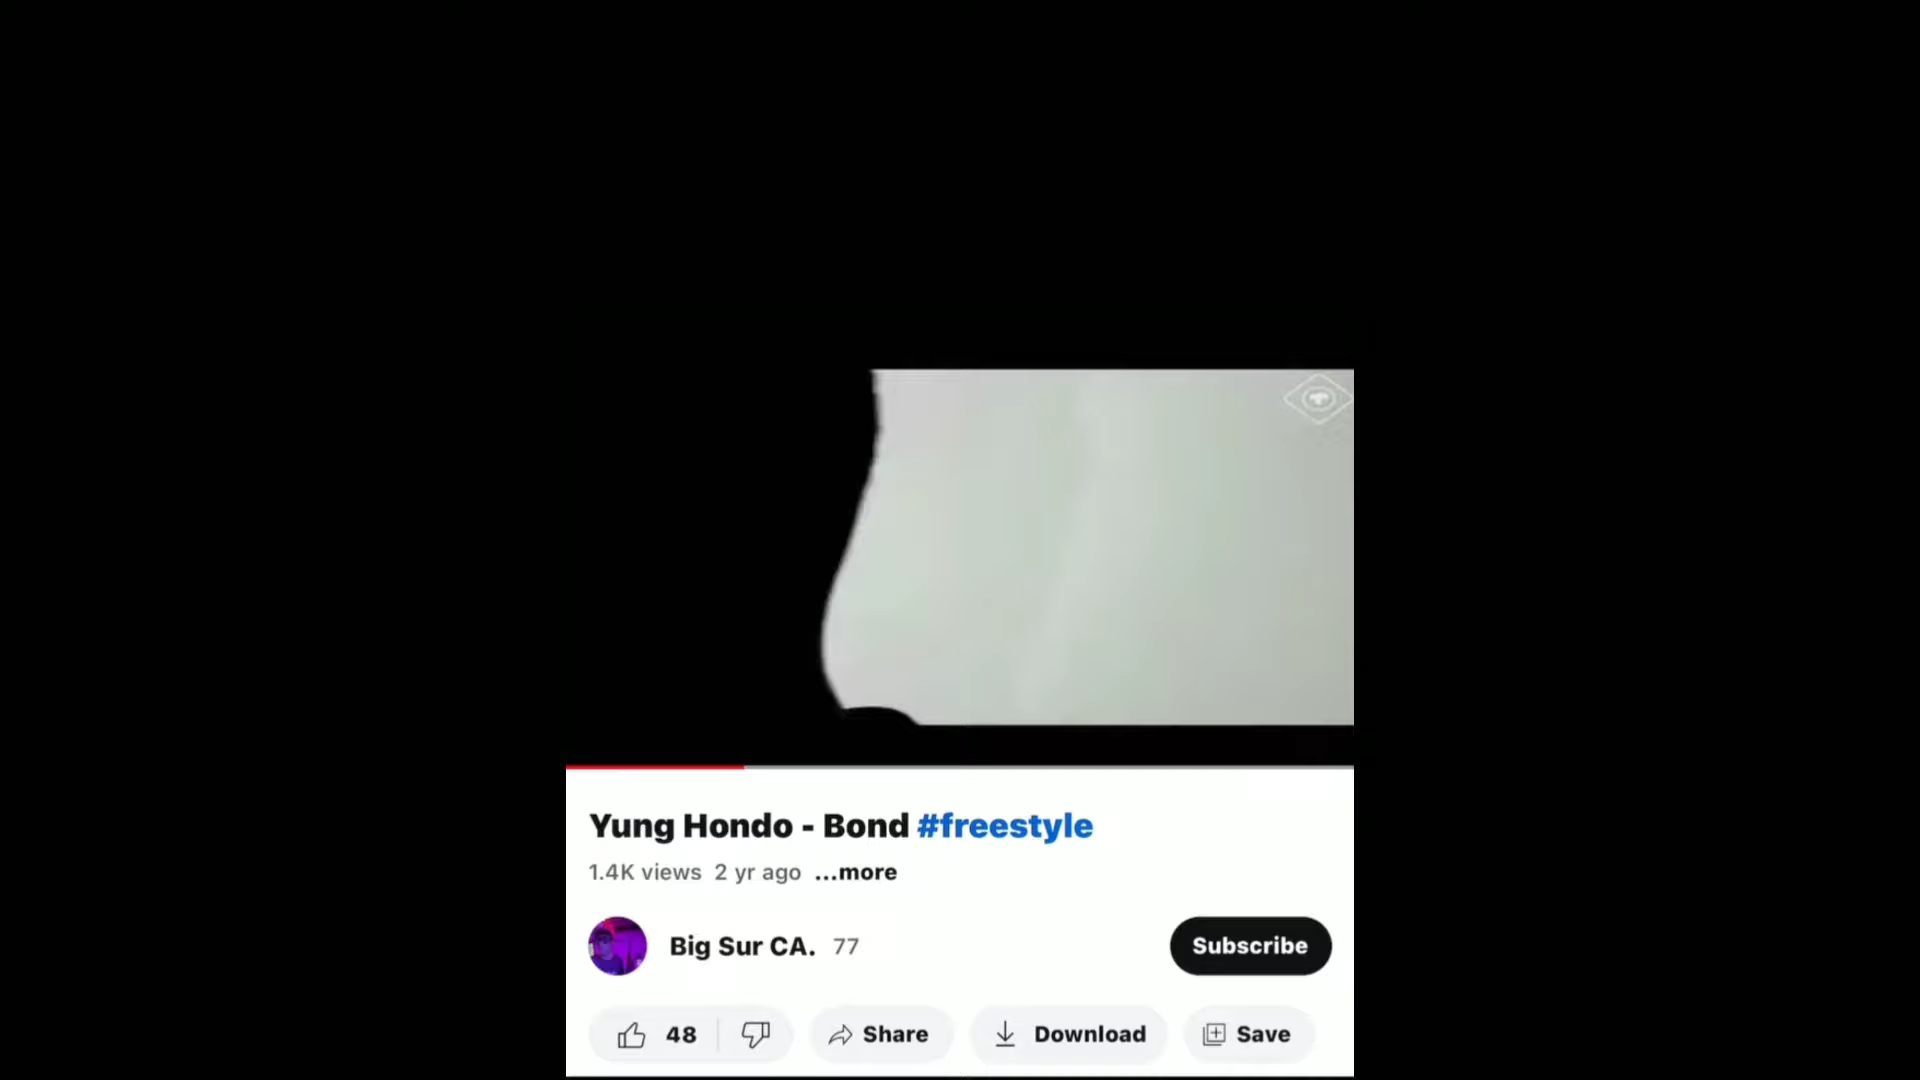 Yung Hondo - Bond #freestyle
1.4K views 2 yr ago ...more
Big Sur CA. 77
Subscribe
48 Share Download Save